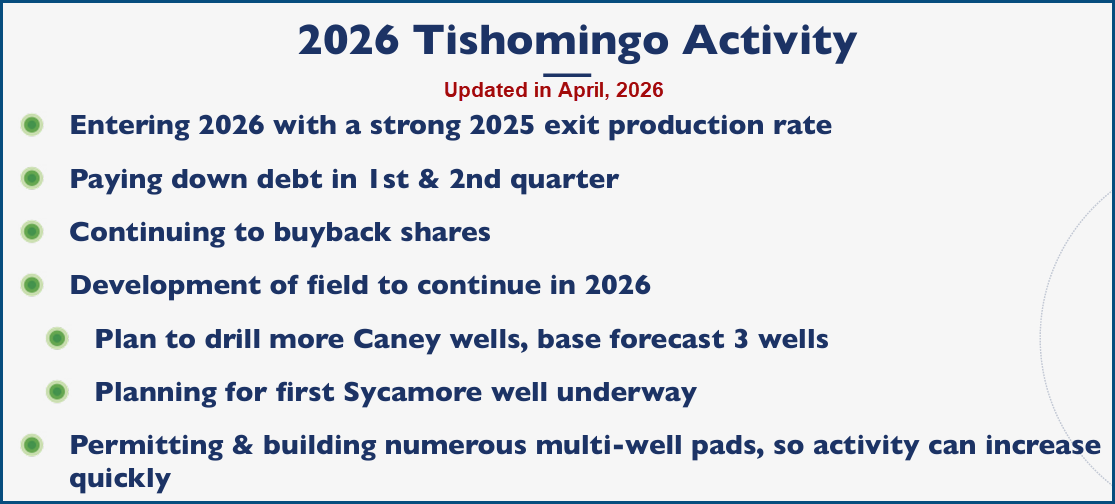 2026 Tishomingo Activity
Updated in April, 2026
Entering 2026 with a strong 2025 exit production rate
Paying down debt in 1st & 2nd quarter
Continuing to buyback shares
Development of field to continue in 2026
Plan to drill more Caney wells, base forecast 3 wells
Planning for first Sycamore well underway
Permitting & building numerous multi-well pads, so activity can increase
quickly